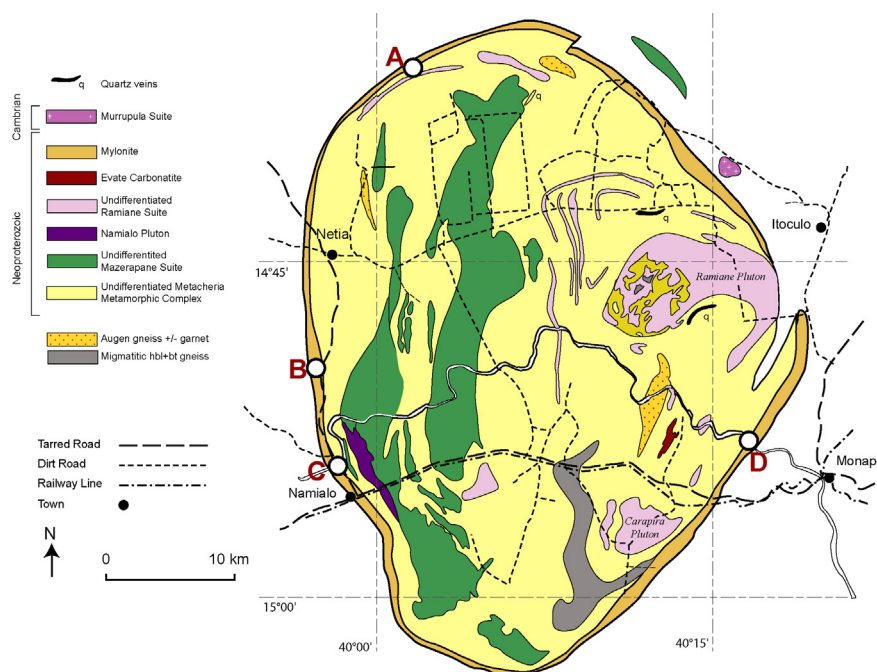 q
Quartz veins
Cambrian
Murrupula Suite
Neoproterozoic
Mylonite
Evate Carbonatite
Undifferentiated
Ramiane Suite
Namialo Pluton
Undifferentited
Mazerapane Suite
Undifferentiated Metacheria
Metamorphic Complex
Augen gneiss +/- garnet
Migmatitic hbl+bt gneiss
Tarred Road
Dirt Road
Railway Line
Town
N
0
10 km
A
B
C
D
q
q
q
Netia
Itoculo
Ramiane Pluton
14°45'
Namialo
Monap
Carapira
Pluton
15°00'
40°00'
40°15'